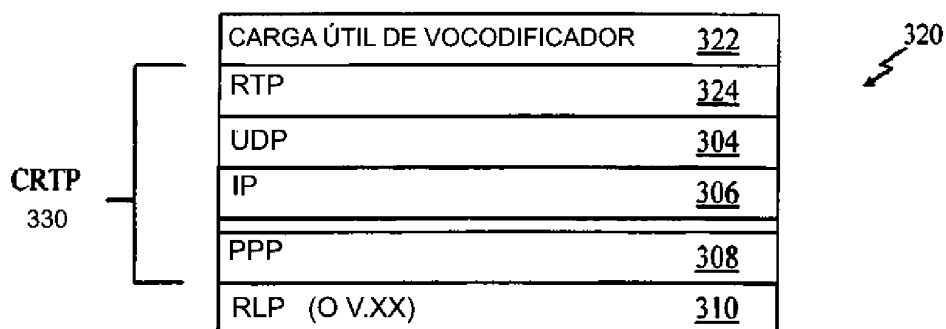 CARGA ÚTIL DE VOCODIFICADOR 322
320
RTP 324
UDP 304
CRTP
330
IP 306
PPP 308
RLP (O V.XX) 310